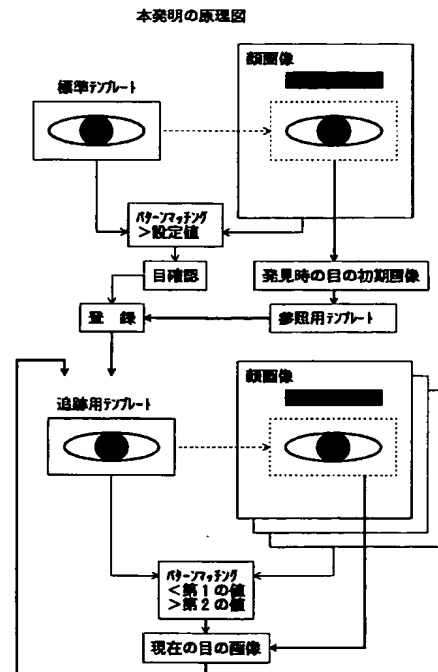 本発明の原理図
顔画像
標準テンプレート
パターンマッチング
＞設定値
目確認
発見時の目の初期画像
登 録
参照用テンプレート
顔画像
追跡用テンプレート
パターンマッチング
＜第1の値
＞第2の値
現在の目の画像